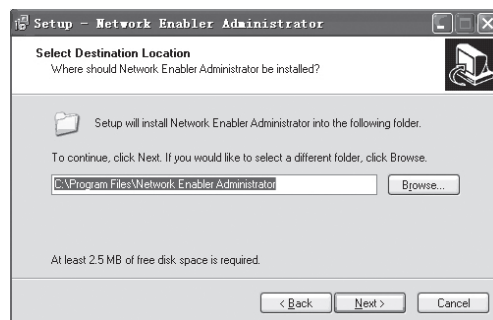 Setup - Network Enabler Administrator
Select Destination Location
Where should Network Enabler Administrator be installed?
Setup will install Network Enabler Administrator into the following folder.
To continue, click Next. If you would like to select a different folder, click Browse.
C:\Program Files\Network Enabler Administrator
Browse...
At least 2.5 MB of free disk space is required.
< Back
Next >
Cancel